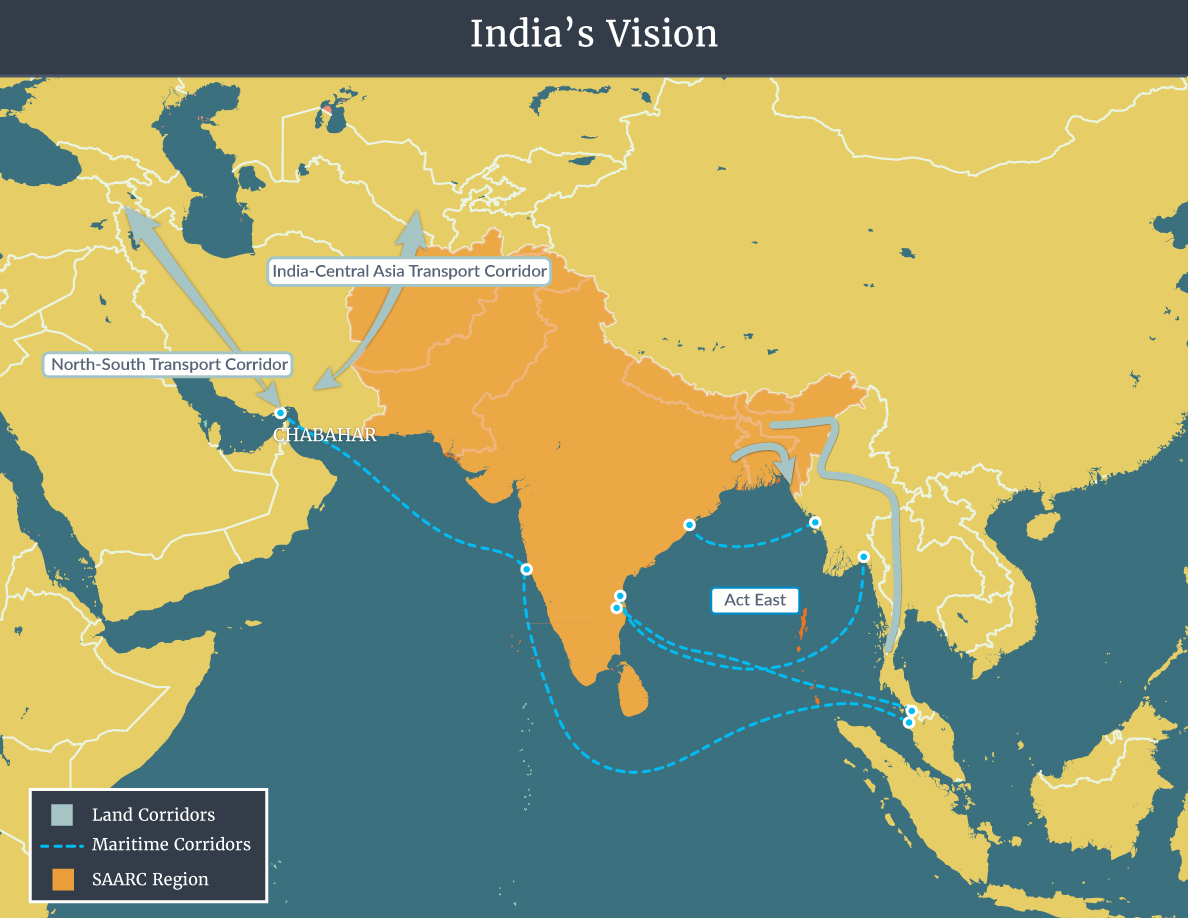 India’s Vision
India-Central Asia Transport Corridor
North-South Transport Corridor
CHABAHAR
Act East
Land Corridors
Maritime Corridors
SAARC Region